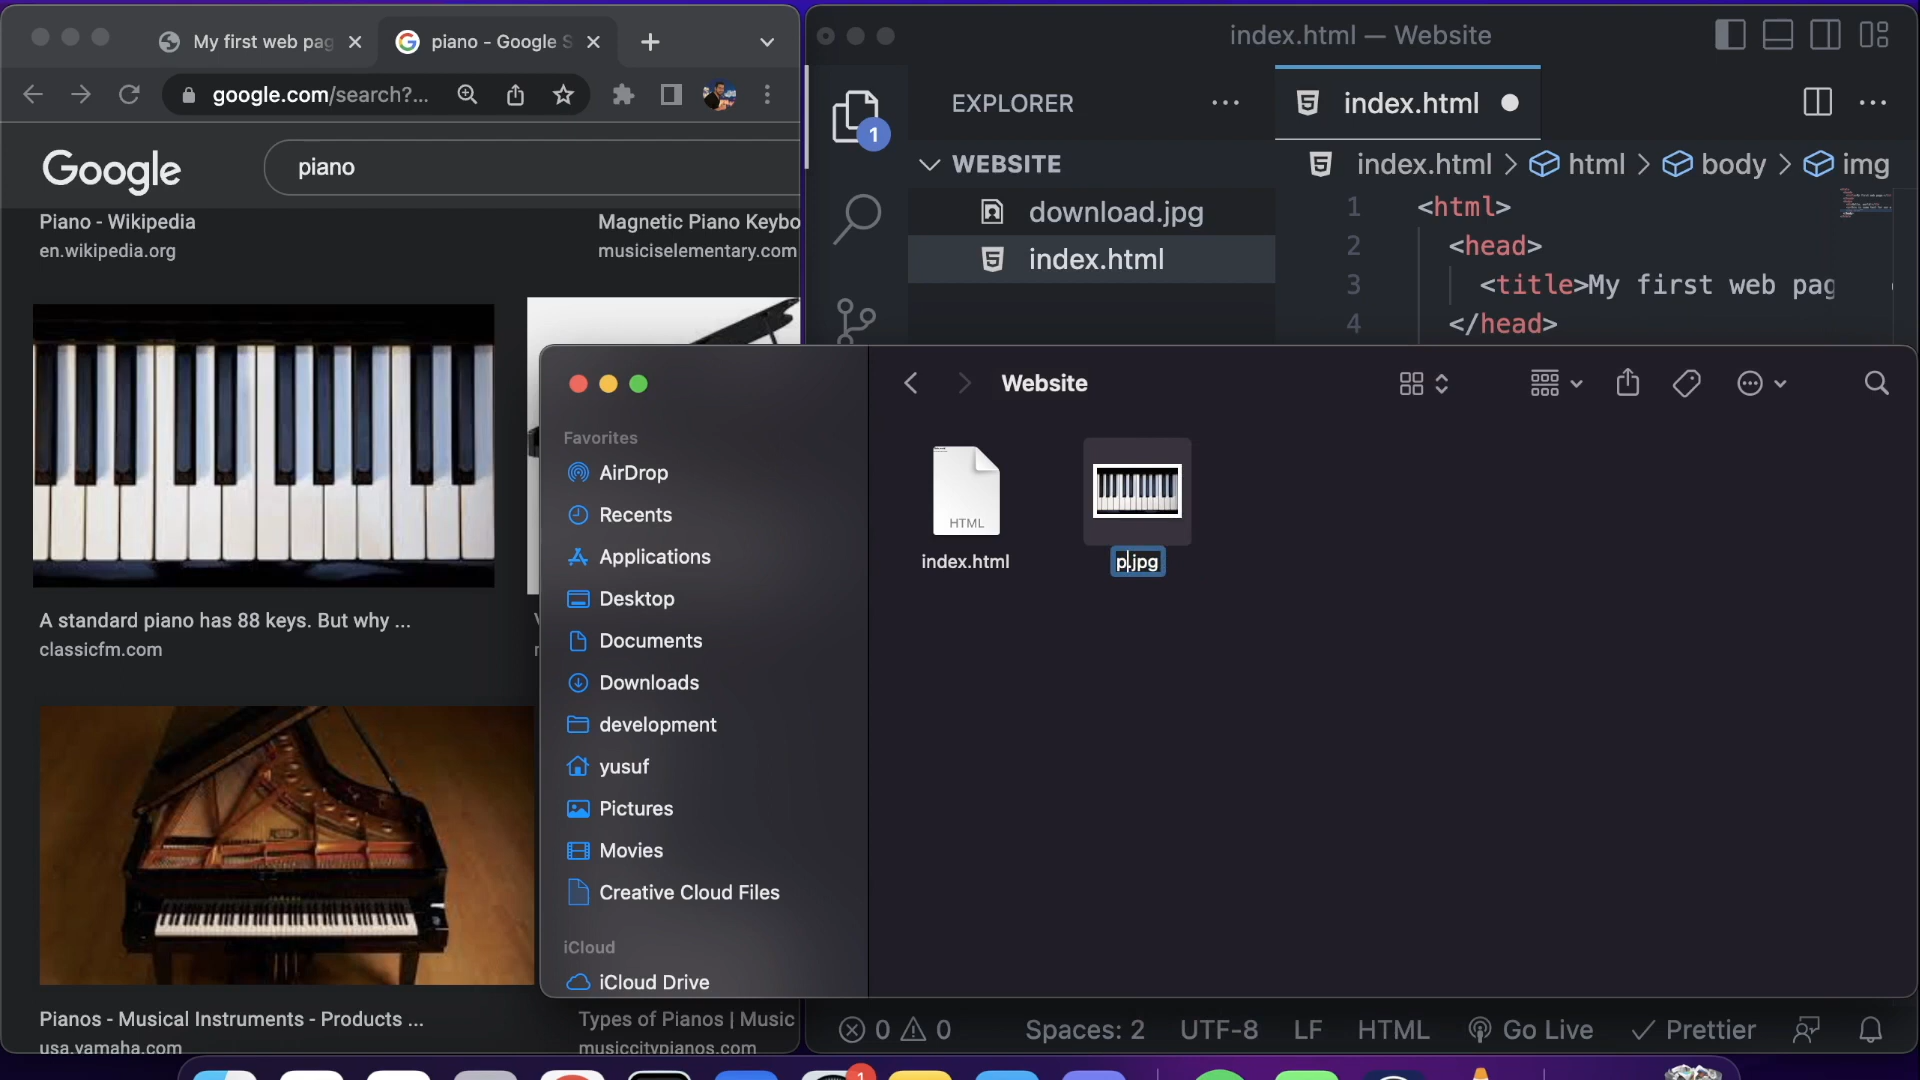 My first web pag
piano - Google S
google.com/search?...
Google
piano
Piano - Wikipedia
en.wikipedia.org
Magnetic Piano Keybo
musiciselementary.com
A standard piano has 88 keys. But why ...
classicfm.com
Pianos - Musical Instruments - Products ...
usa.yamaha.com
Types of Pianos | Music
musiccitypianos.com
index.html — Website
1
EXPLORER
index.html
WEBSITE
download.jpg
index.html
index.html > html > body > img
1 <html>
2 <head>
3 <title>My first web pag
4 </head>
Website
Favorites
AirDrop
Recents
Applications
Desktop
Documents
Downloads
development
yusuf
Pictures
Movies
Creative Cloud Files
iCloud
iCloud Drive
HTML
index.html
p.jpg
0 0 Spaces: 2 UTF-8 LF HTML Go Live Prettier
1